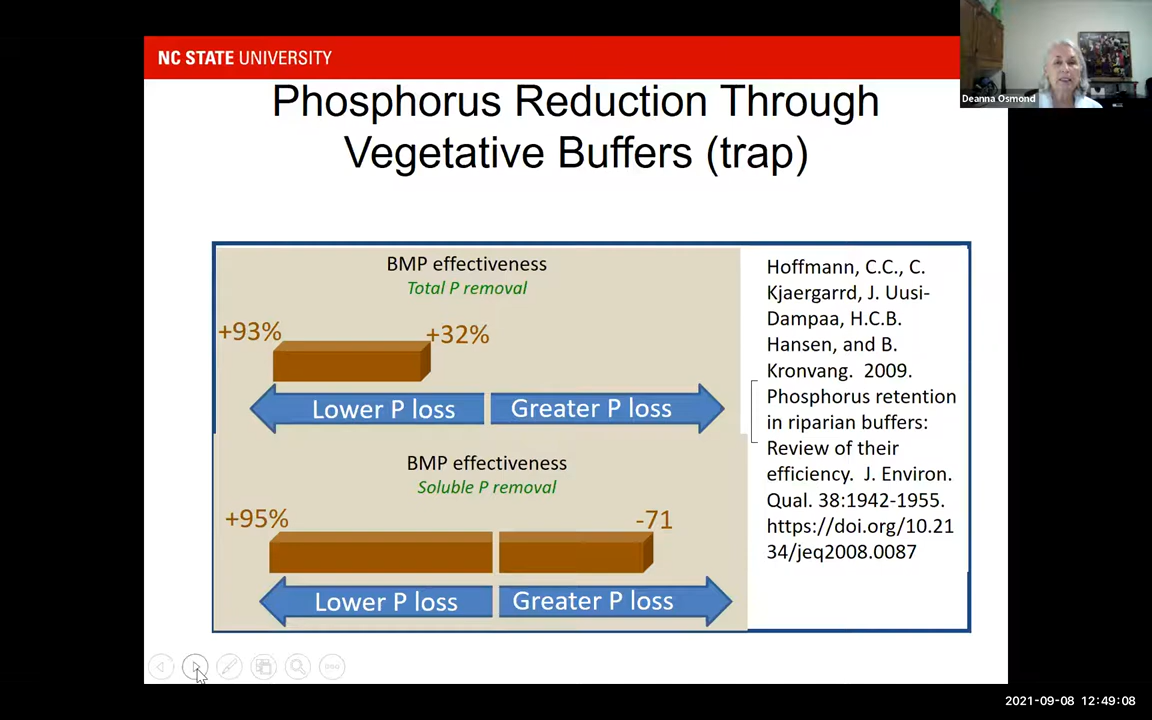 NC STATE UNIVERSITY
Deanna Osmond
Phosphorus Reduction Through
Vegetative Buffers (trap)
BMP effectiveness
Total P removal
+93%
+32%
Lower P loss
Greater P loss
BMP effectiveness
Soluble P removal
+95%
-71
Lower P loss
Greater P loss
Hoffmann, C.C., C.
Kjaergarrd, J. Uusi-
Dampaa, H.C.B.
Hansen, and B.
Kronvang. 2009.
Phosphorus retention
in riparian buffers:
Review of their
efficiency. J. Environ.
Qual. 38:1942-1955.
https://doi.org/10.21
34/jeq2008.0087
2021-09-08 12:49:08